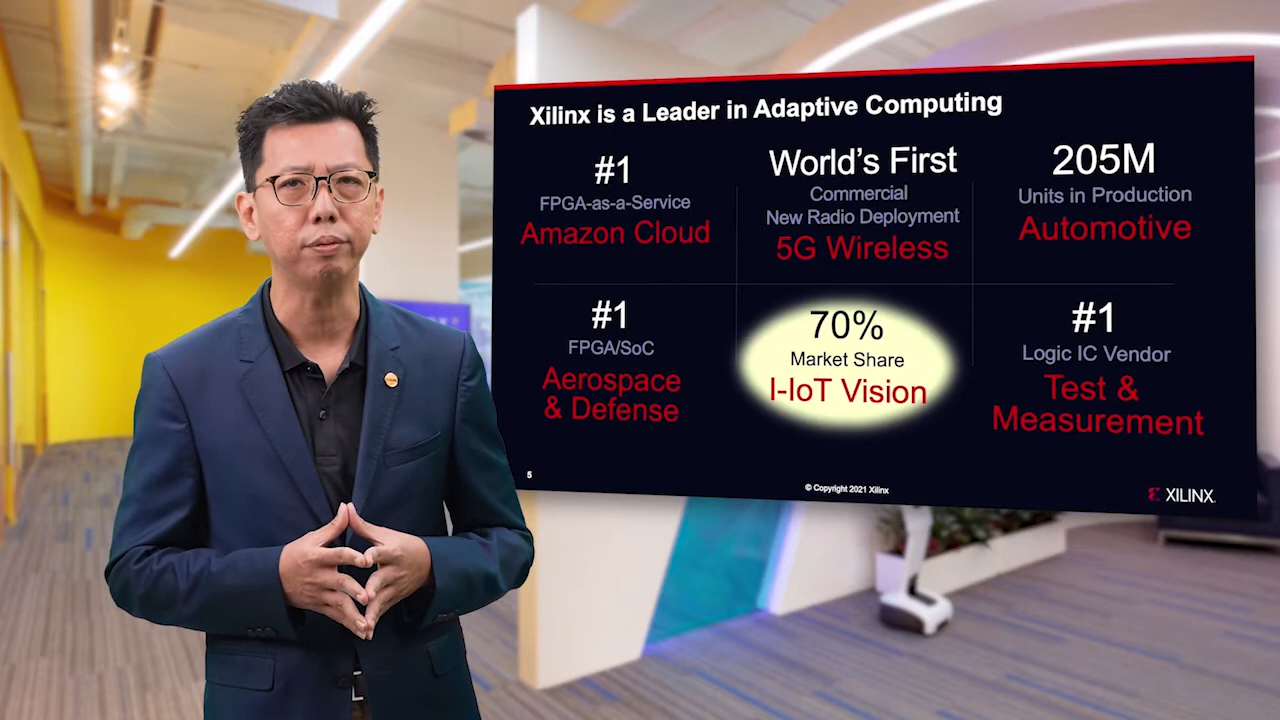 Xilinx is a Leader in Adaptive Computing
#1
FPGA-as-a-Service
Amazon Cloud
World's First
Commercial
New Radio Deployment
5G Wireless
205M
Units in Production
Automotive
#1
FPGA/SoC
Aerospace
& Defense
70%
Market Share
I-IoT Vision
#1
Logic IC Vendor
Test &
Measurement
5
© Copyright 2021 Xilinx
XILINX.